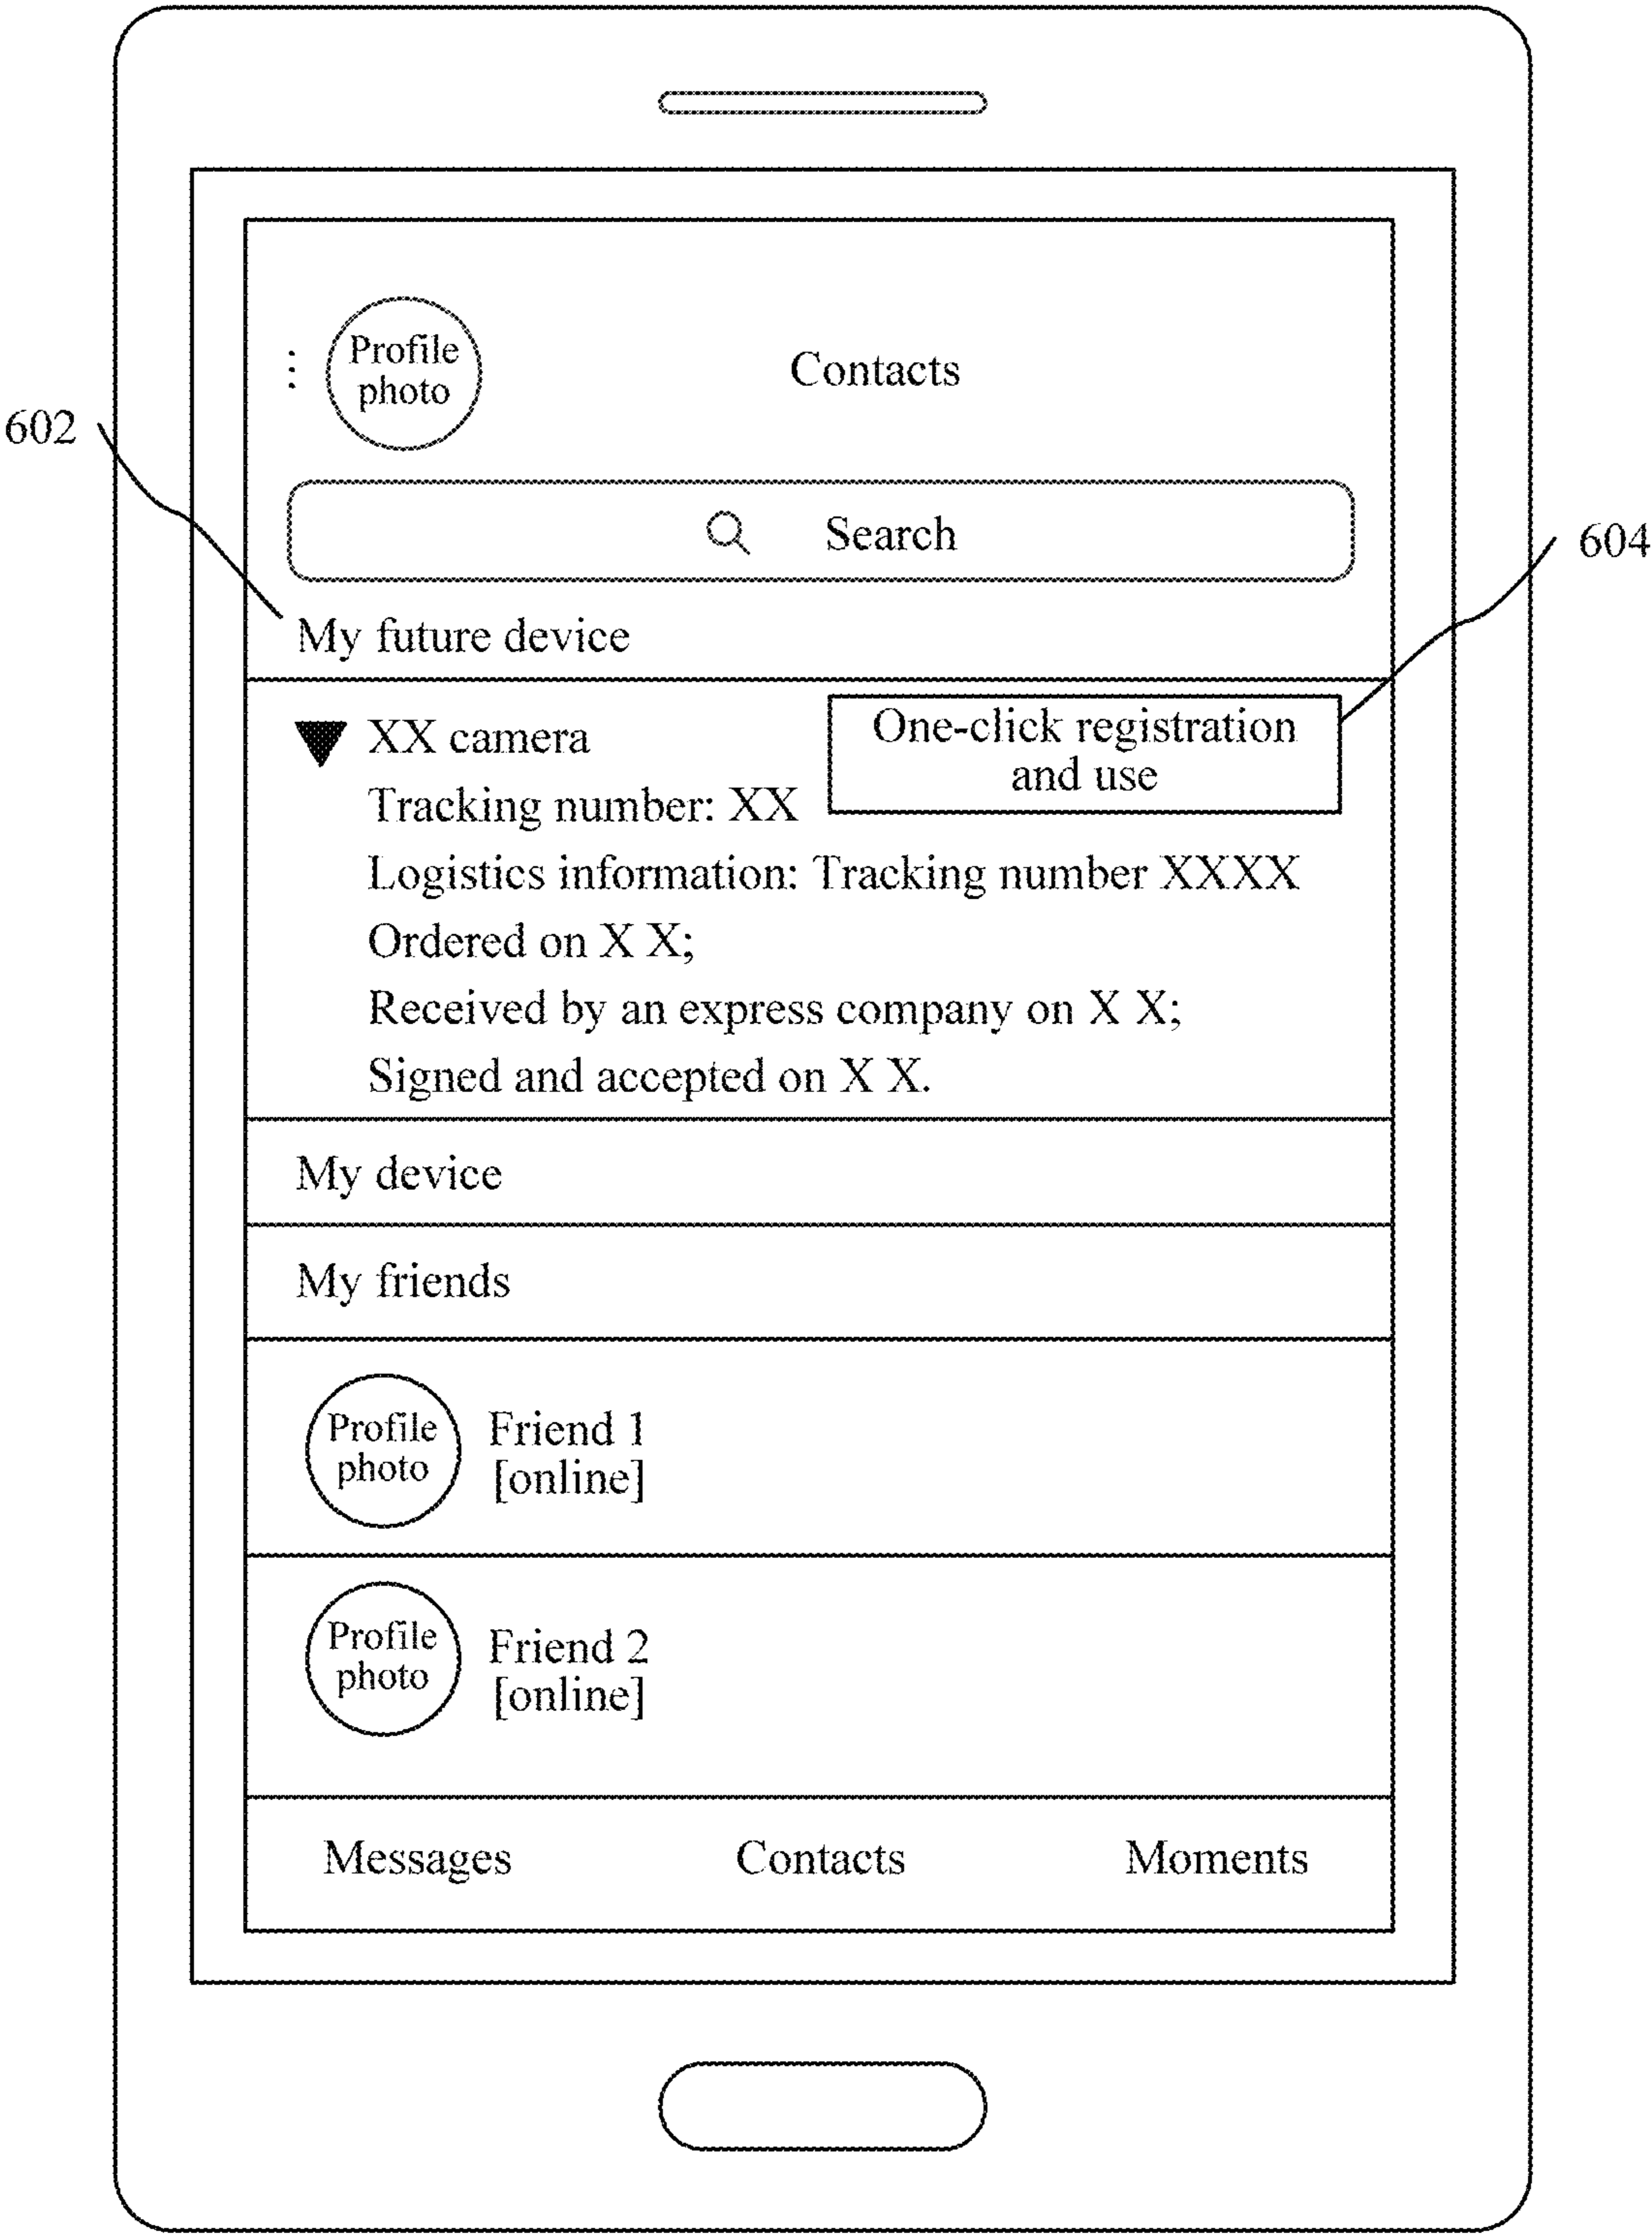 Profile
photo
Contacts
602
Search
604
My future device
XX camera
One-click registration
and use
Tracking number: XX
Logistics information: Tracking number XXXX
Ordered on X X;
Received by an express company on X X;
Signed and accepted on X X.
My device
My friends
Profile
photo
Friend 1
[online]
Profile
photo
Friend 2
[online]
Messages
Contacts
Moments